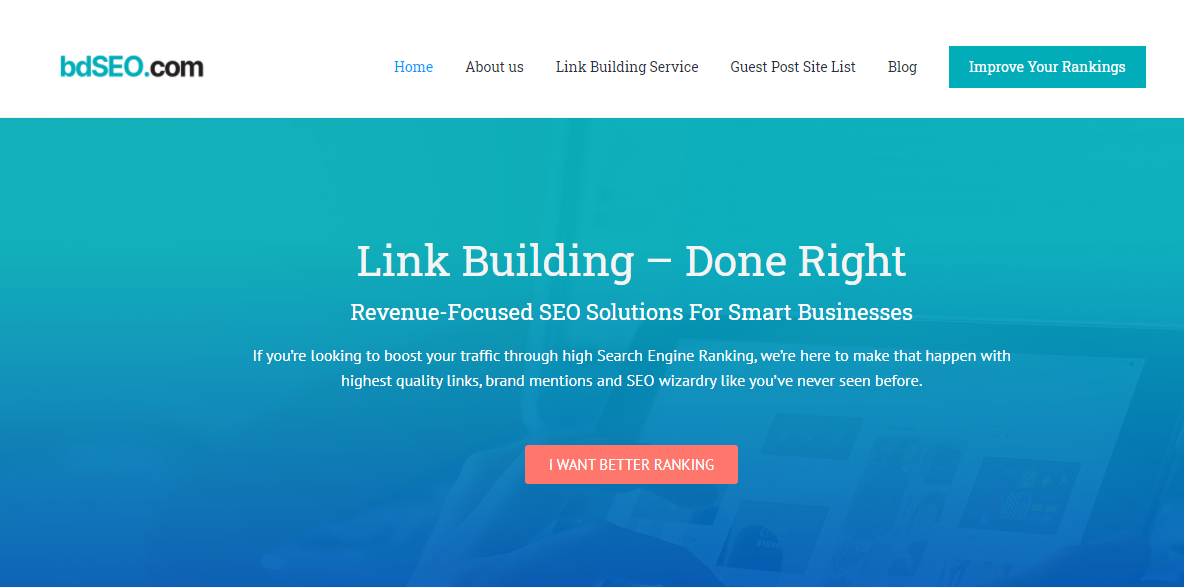 bdSEO.com
Home
About us
Link Building Service
Guest Post Site List
Blog
Improve Your Rankings
Link Building – Done Right
Revenue-Focused SEO Solutions For Smart Businesses
If you're looking to boost your traffic through high Search Engine Ranking, we're here to make that happen with
highest quality links, brand mentions and SEO wizardry like you've never seen before.
I WANT BETTER RANKING